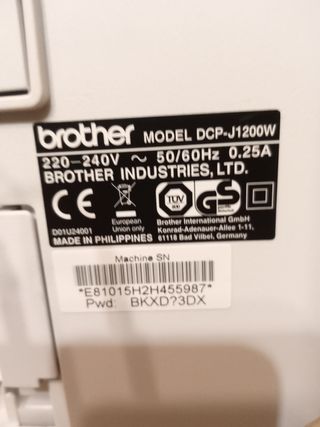 brother MODEL DCP-J1200W
220-240V ~ 50/60Hz 0.25A
BROTHER INDUSTRIES, LTD.
CE
European
Union only
TÜV
GS
D01U24001
MADE IN PHILIPPINES
Brother International GmbH
Konrad-Adenauer-Allee 1-11,
61118 Bad Vilbel, Germany
Machine SN
*E81015H2H455987*
Pwd: BKXD?3DX